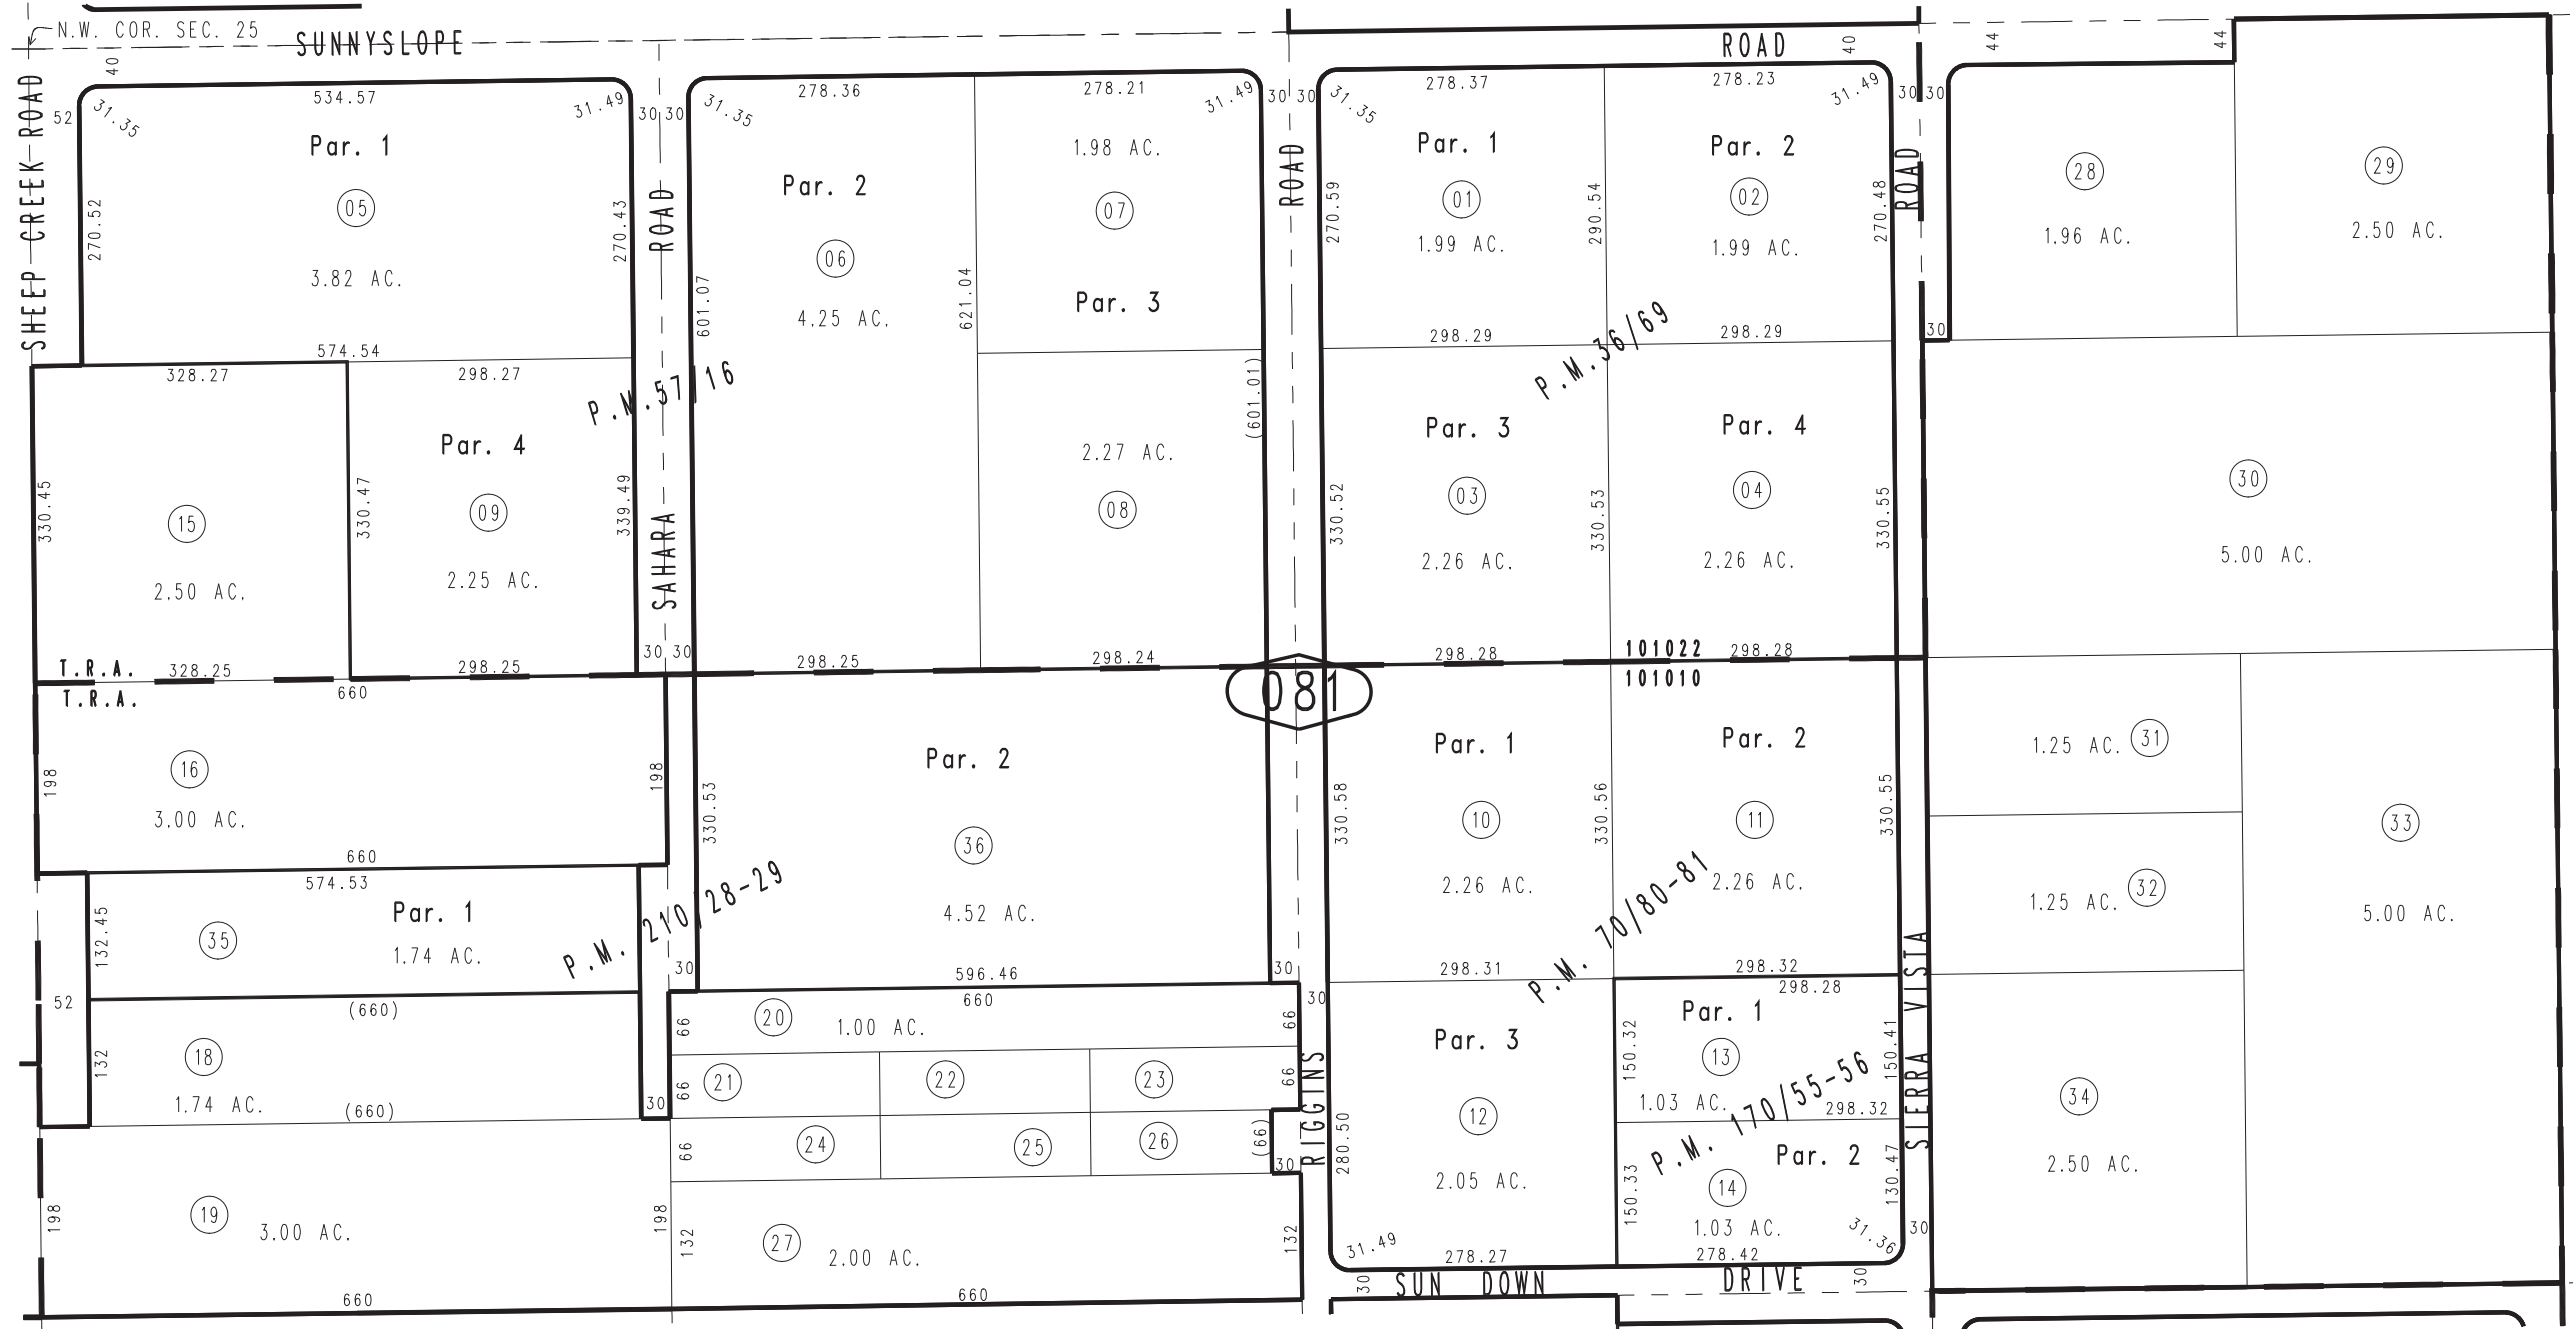 N.W. COR. SEC. 25
SUNNYSLOPE
ROAD
40
40
44
44
SHEEP CREEK ROAD
52
31.35
534.57
31.49
30 30
31.35
278.36
278.21
31.49
30 30
31.35
278.37
278.23
31.49
30 30
Par. 1
05
3.82 AC.
270.52
270.43
574.54
ROAD
SAHARA
Par. 2
06
4.25 AC.
601.07
621.04
1.98 AC.
07
Par. 3
(601.01)
2.27 AC.
08
ROAD
Par. 1
01
1.99 AC.
270.59
290.54
298.29
Par. 2
02
1.99 AC.
270.48
298.29
ROAD
28
1.96 AC.
29
2.50 AC.
30
P.M.57/16
P.M.36/69
328.27
298.27
330.45
15
2.50 AC.
330.47
Par. 4
09
2.25 AC.
339.49
Par. 3
03
2.26 AC.
330.52
330.53
Par. 4
04
2.26 AC.
330.55
30
5.00 AC.
T.R.A.
328.25
298.25
30 30
298.25
298.24
298.28
101022
298.28
T.R.A.
660
081
101010
198
16
3.00 AC.
198
660
574.53
Par. 2
36
4.52 AC.
330.53
596.46
30
30
Par. 1
10
2.26 AC.
330.58
330.56
298.31
Par. 2
11
2.26 AC.
330.55
298.32
1.25 AC.
31
1.25 AC.
32
33
5.00 AC.
132.45
35
Par. 1
1.74 AC.
P.M. 210/28-29
P.M. 70/80-81
52
(660)
132
18
1.74 AC.
(660)
30
660
66
20
1.00 AC.
66
30
66
21
22
23
66
66
24
25
26
(66)
30
RIGGINS
Par. 3
12
2.05 AC.
280.50
298.28
Par. 1
13
1.03 AC.
150.32
150.41
298.32
P.M. 170/55-56
Par. 2
14
1.03 AC.
150.33
130.47
SIERRA VISTA
34
2.50 AC.
198
19
3.00 AC.
198
132
27
2.00 AC.
132
31.49
278.27
278.42
31.36
30
660
660
30
SUN DOWN
DRIVE
30